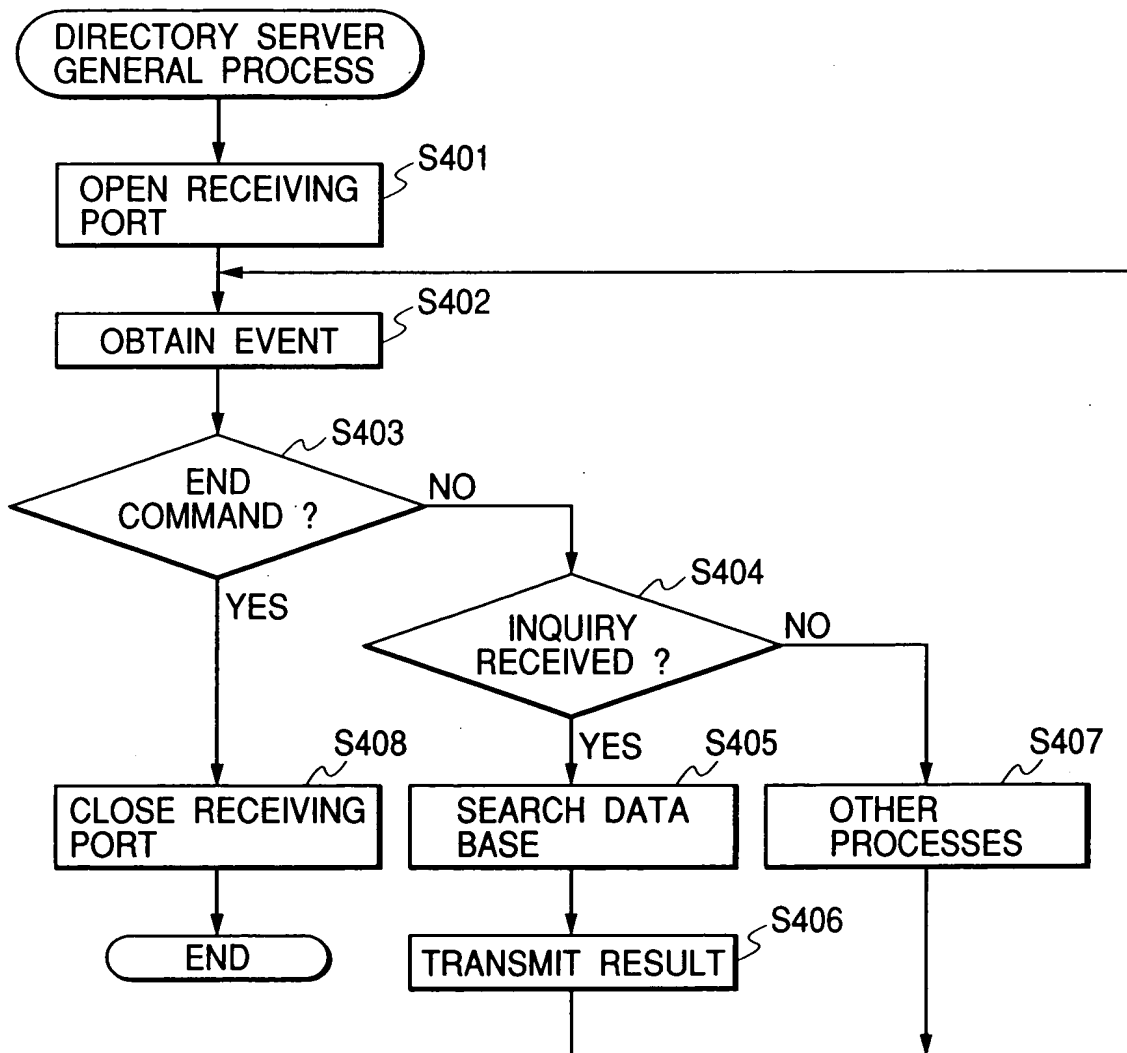 DIRECTORY SERVER
GENERAL PROCESS
S401
OPEN RECEIVING
PORT
S402
OBTAIN EVENT
S403
END
COMMAND ?
NO
YES
S404
INQUIRY
RECEIVED ?
NO
YES
S408
CLOSE RECEIVING
PORT
S405
SEARCH DATA
BASE
S407
OTHER
PROCESSES
END
S406
TRANSMIT RESULT